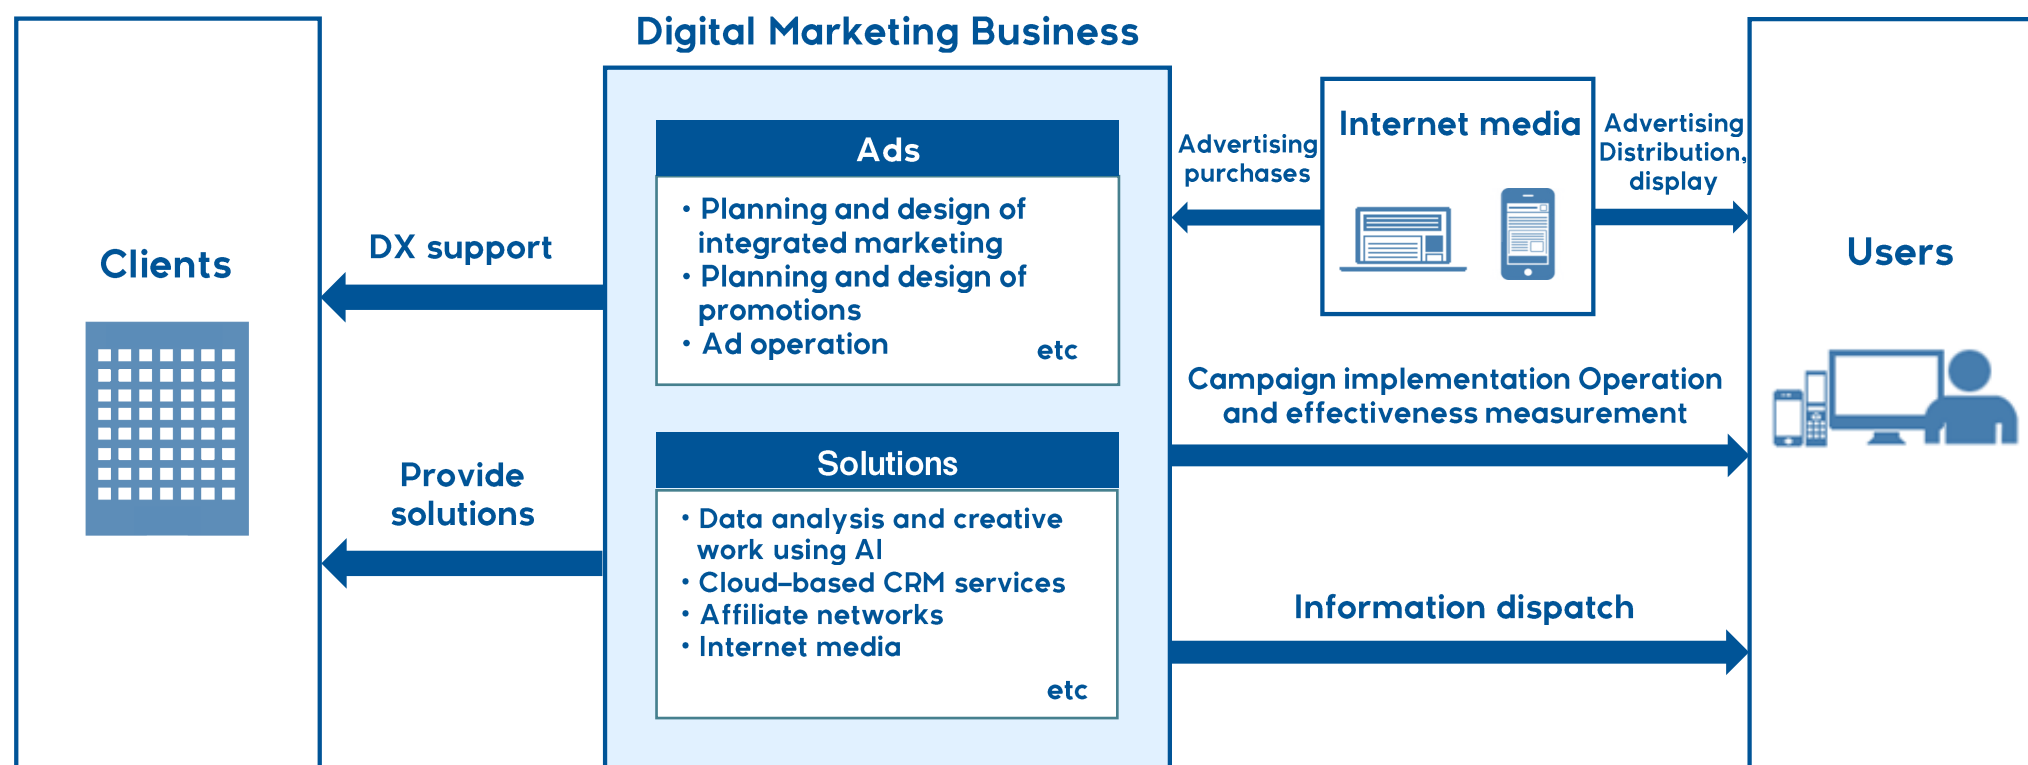 Digital Marketing Business
Clients
DX support
Provide
solutions
Ads
・Planning and design of
integrated marketing
・Planning and design of
promotions
・Ad operation
etc
Solutions
・Data analysis and creative
work using AI
・Cloud-based CRM services
・Affiliate networks
・Internet media
etc
Advertising
purchases
Internet media
Advertising
Distribution,
display
Campaign implementation Operation
and effectiveness measurement
Information dispatch
Users